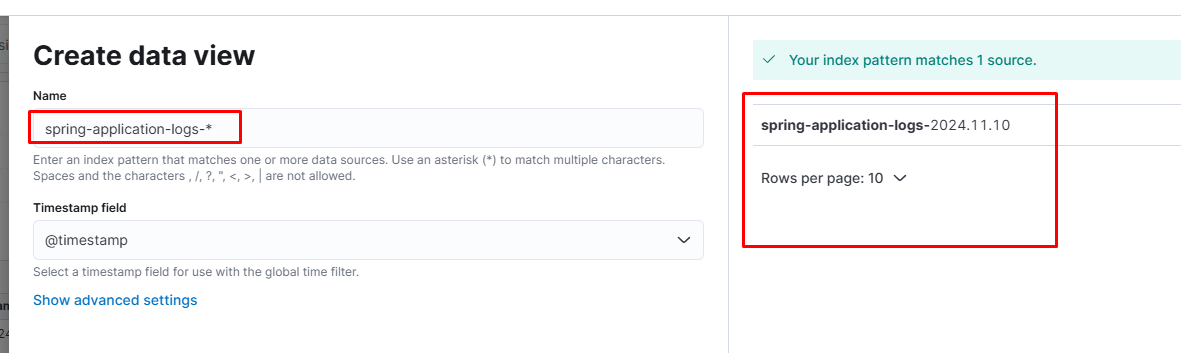 Create data view
Name
spring-application-logs-*
Enter an index pattern that matches one or more data sources. Use an asterisk (*) to match multiple characters.
Spaces and the characters , /, ?, ", <, >, | are not allowed.
Timestamp field
@timestamp
Select a timestamp field for use with the global time filter.
Show advanced settings
Your index pattern matches 1 source.
spring-application-logs-2024.11.10
Rows per page: 10